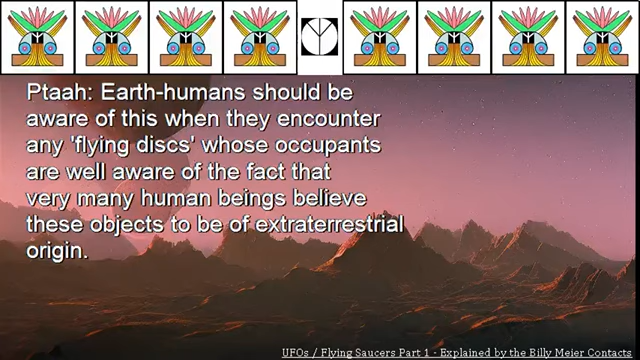 Ptaah: Earth-humans should be
aware of this when they encounter
any 'flying discs' whose occupants
are well aware of the fact that
very many human beings believe
these objects to be of extraterrestrial
origin.
UFOs / Flying Saucers Part 1 - Explained by the Billy Meier Contacts